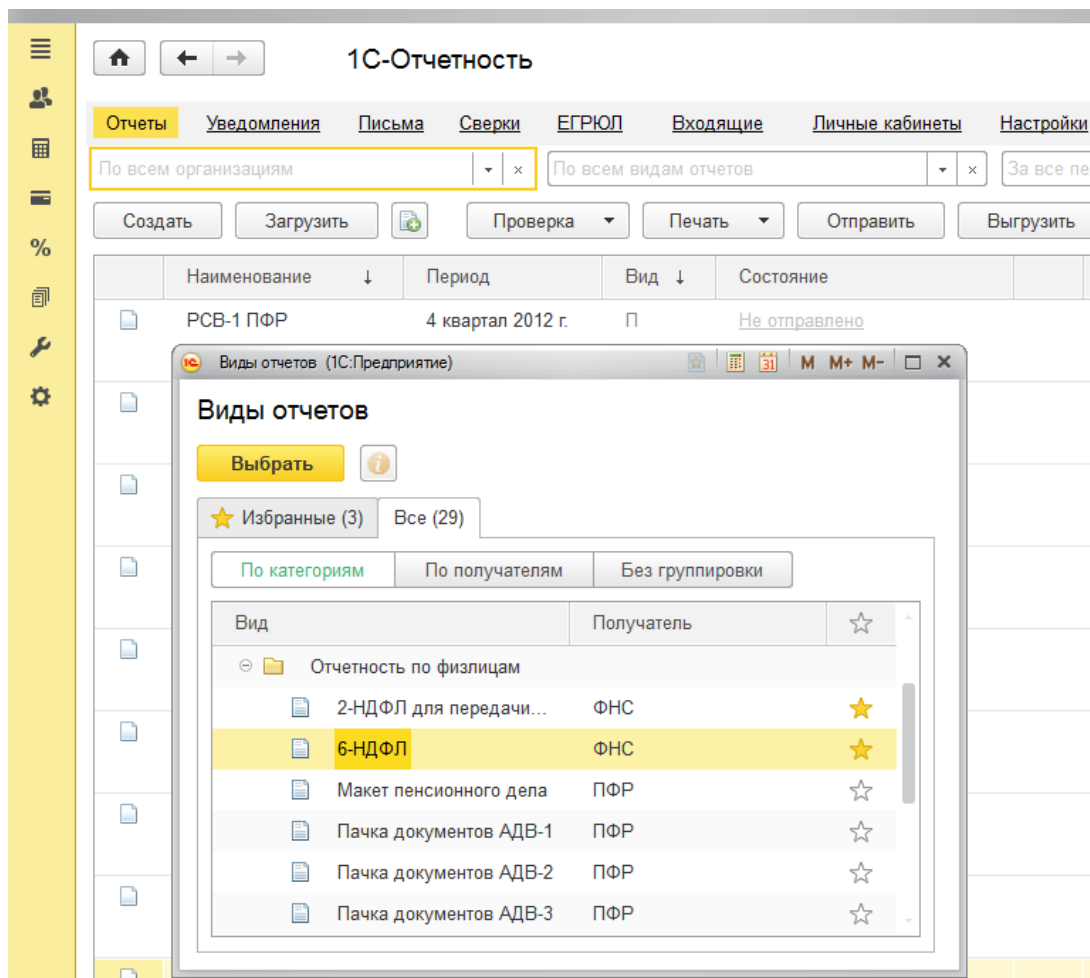 1С-Отчетность
Отчеты Уведомления Письма Сверки ЕГРЮЛ Входящие Личные кабинеты Настройки
По всем организациям По всем видам отчетов За все пе
Создать Загрузить Проверка Печать Отправить Выгрузить
Наименование ↓ Период Вид ↓ Состояние
РСВ-1 ПФР 4 квартал 2012 г. П Не отправлено
1С Виды отчетов (1С:Предприятие) 31 M M+ M-
Виды отчетов
Выбрать
Избранные (3) Все (29)
По категориям По получателям Без группировки
Вид Получатель
Отчетность по физлицам
2-НДФЛ для передачи... ФНС
6-НДФЛ ФНС
Макет пенсионного дела ПФР
Пачка документов АДВ-1 ПФР
Пачка документов АДВ-2 ПФР
Пачка документов АДВ-3 ПФР